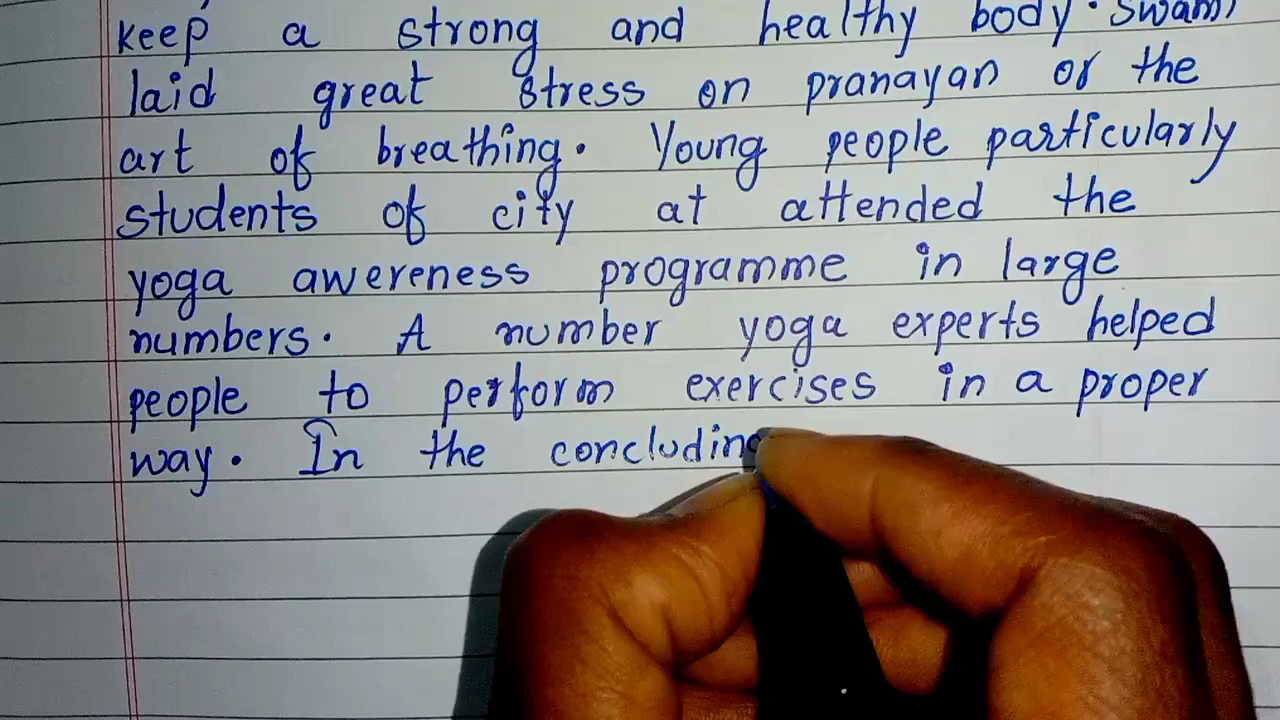 keep a strong and healthy body. Swami
laid great stress on pranayan or the
art of breathing. Young people particularly
students of city at attended the
yoga awereness programme in large
numbers. A number yoga experts helped
people to perform exercises in a proper
way. In the concluding